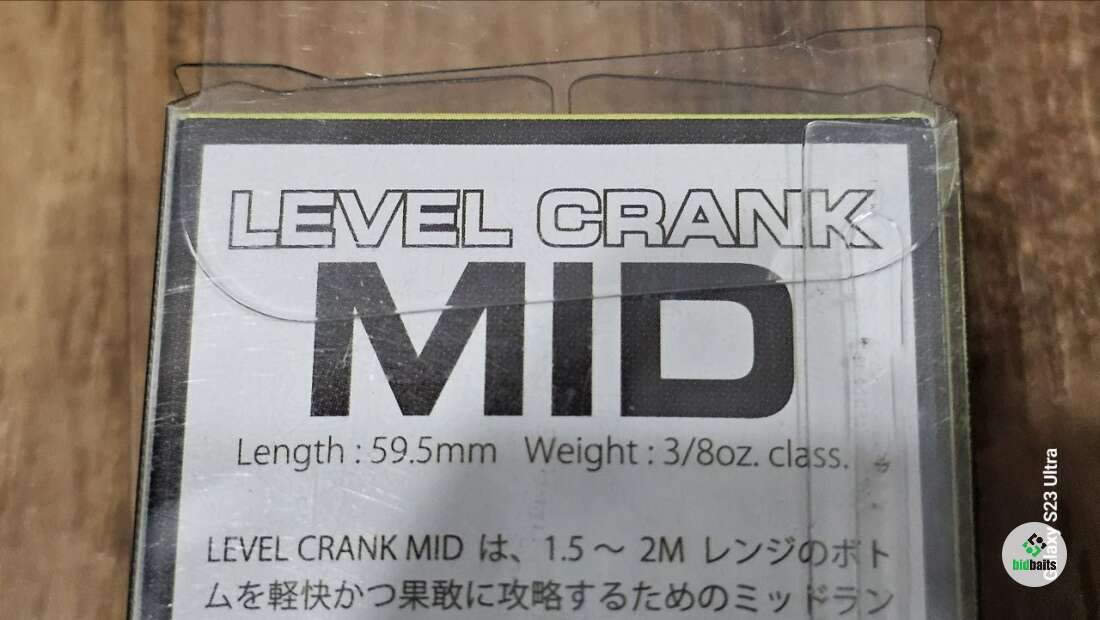 LEVEL CRANK
MID
Length : 59.5mm Weight : 3/8oz. class.
LEVEL CRANK MID は、1.5～ 2M レンジのボト
ムを軽快かつ果敢に攻略するためのミッドラン
Galaxy S23 Ultra
bidbaits